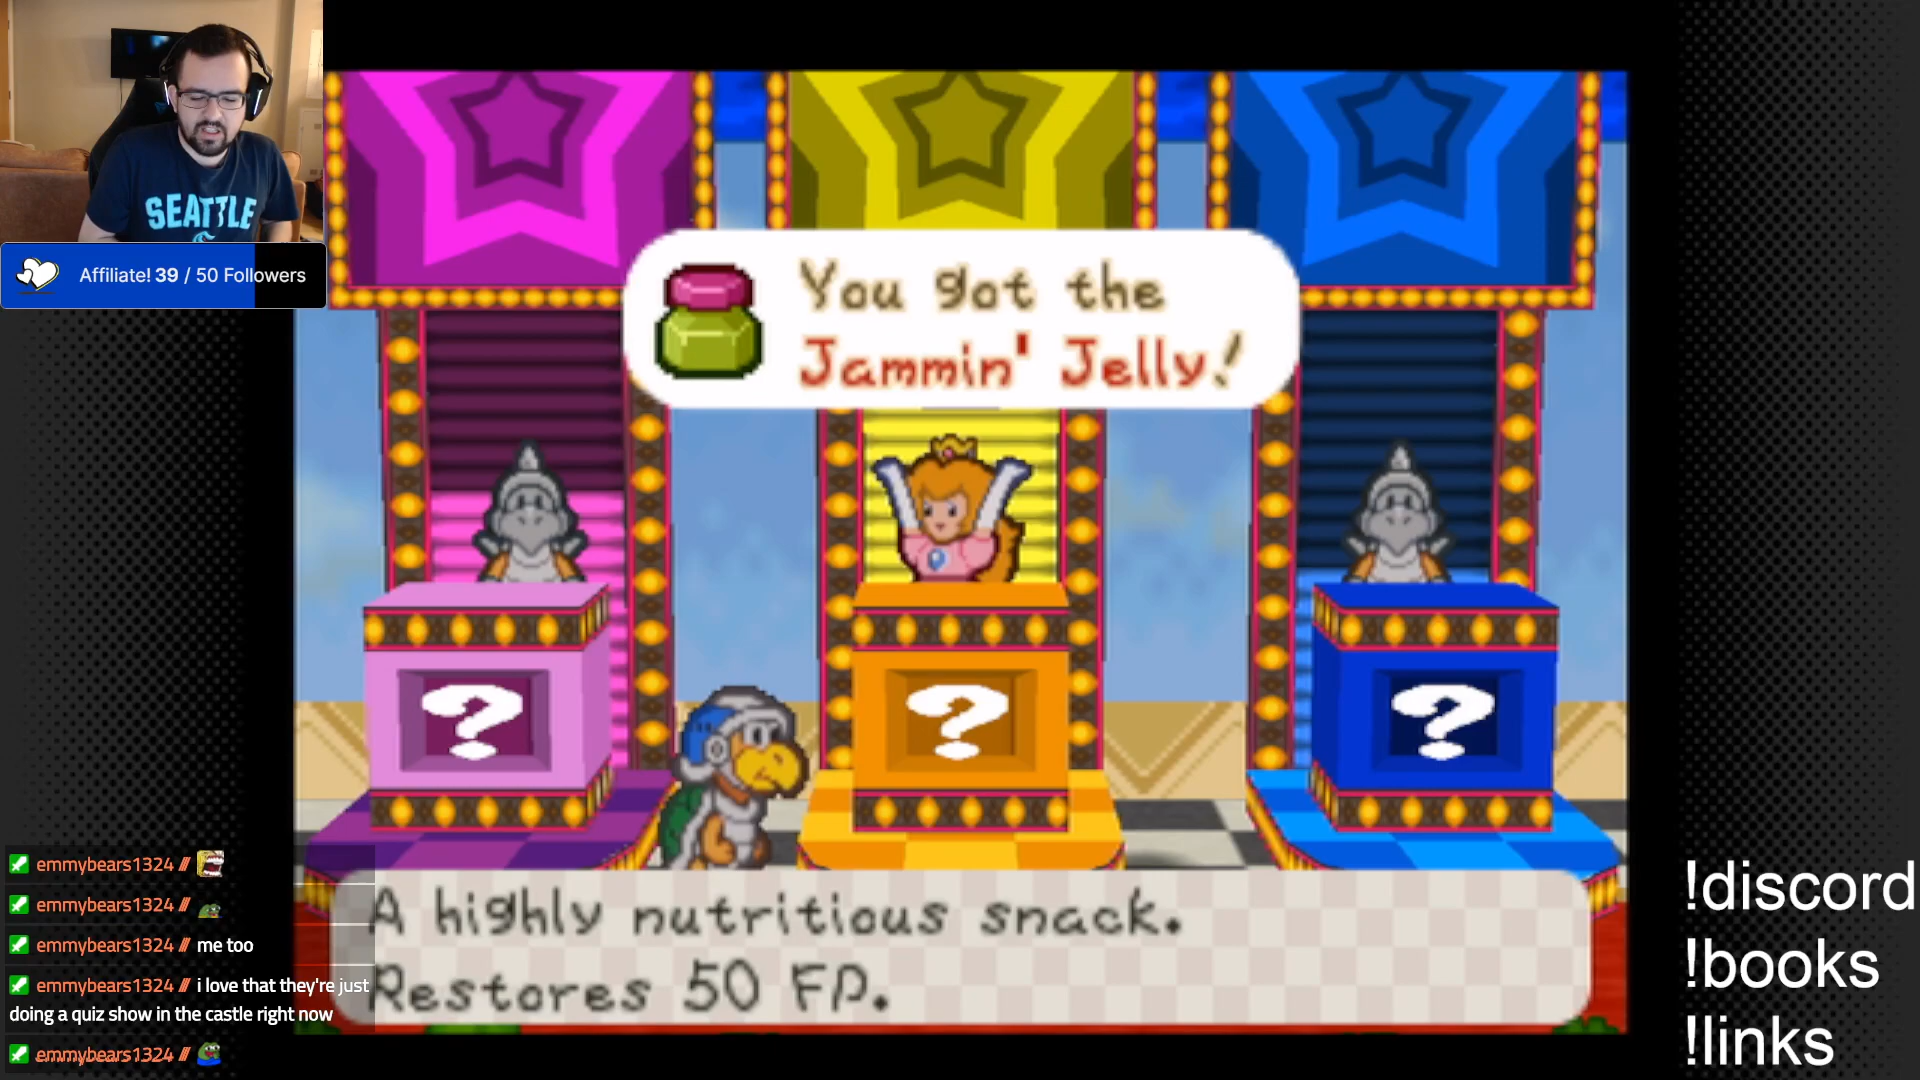 SEATTLE
Affiliate! 39 / 50 Followers
You got the
Jammin' Jelly!
?
?
?
A highly nutritious snack.
Restores 50 FP.
emmybears1324 //
emmybears1324 //
emmybears1324 // me too
emmybears1324 // i love that they're just
doing a quiz show in the castle right now
emmybears1324 //
!discord
!books
!links